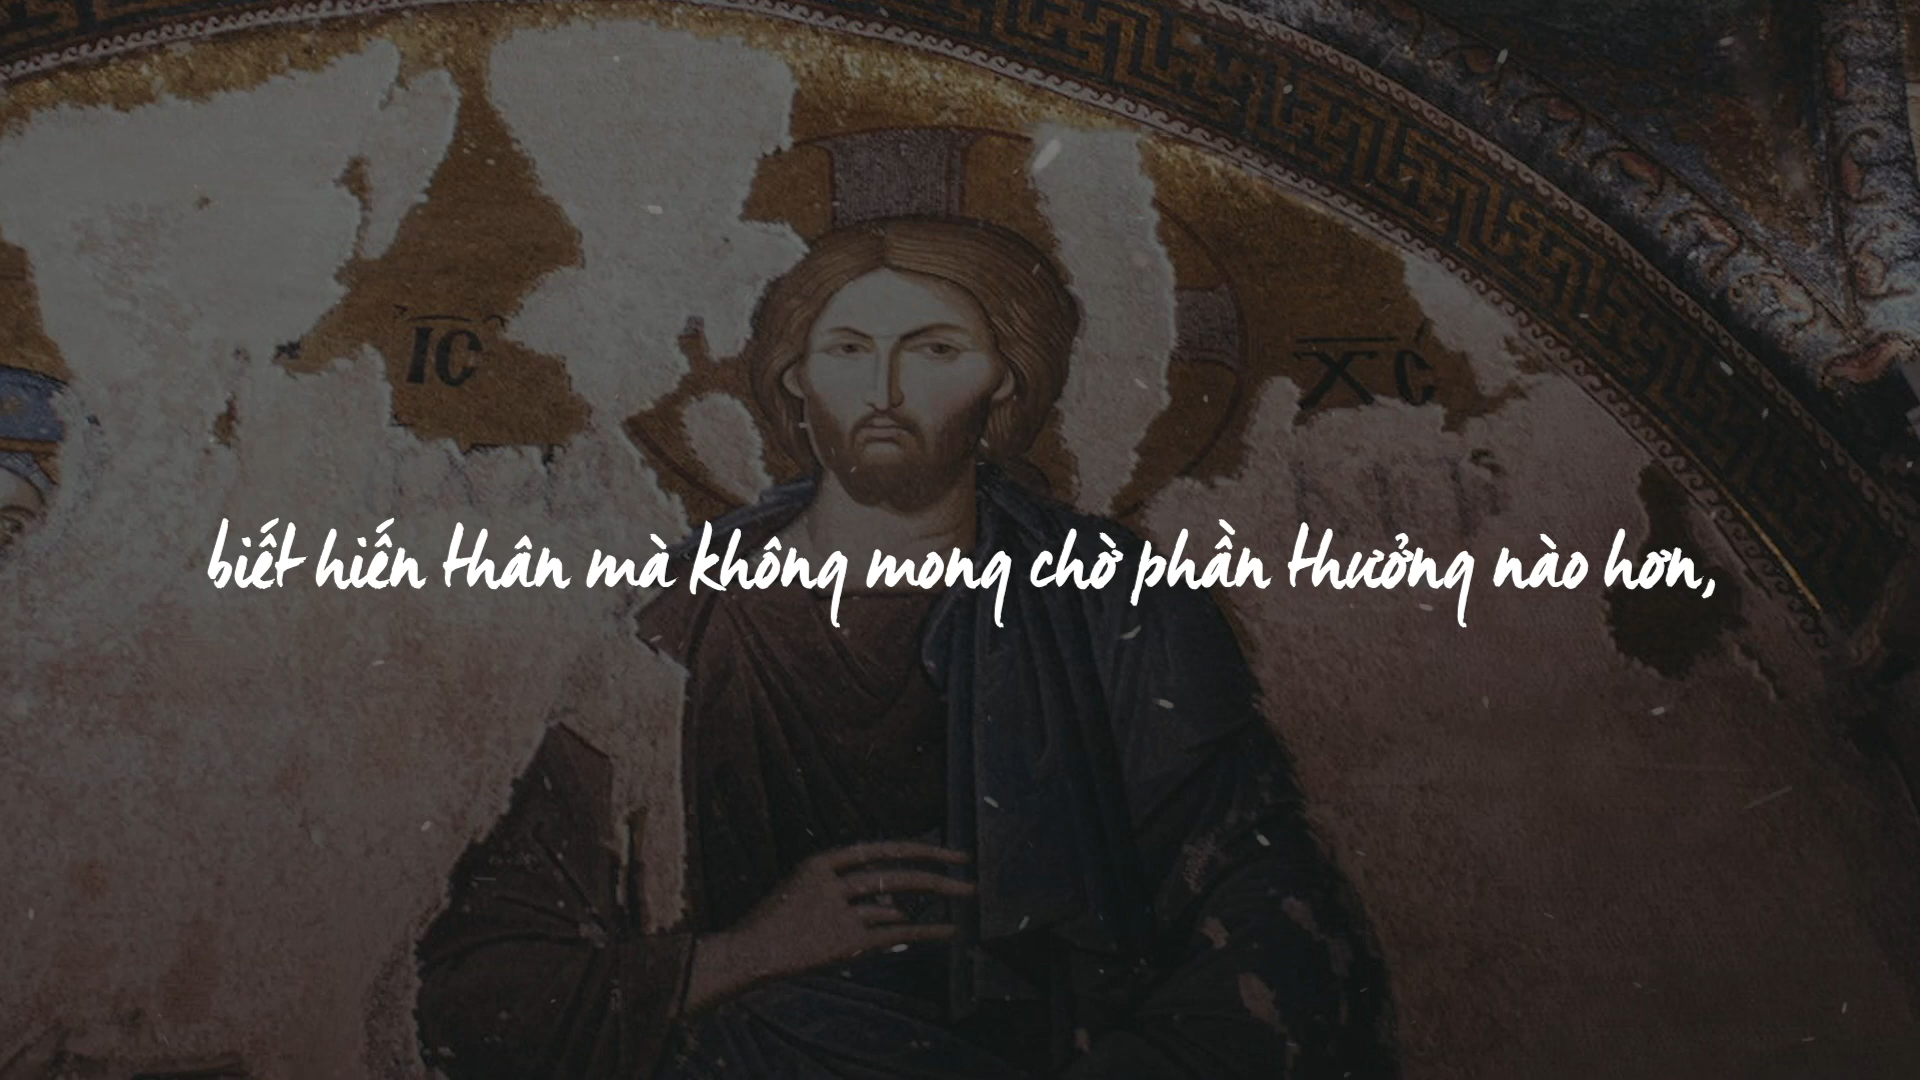 IC XC
biết hiến thân mà không mong chờ phần thưởng nào hơn,